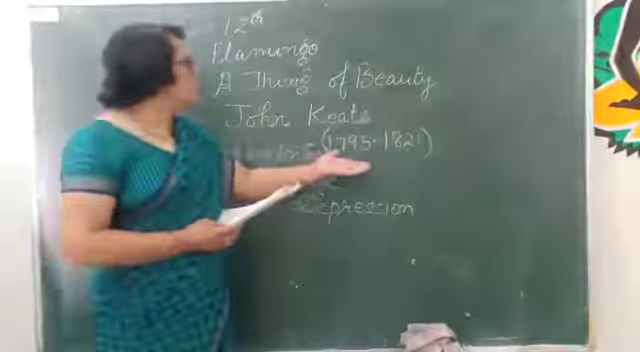 12th
Flamingo
A Thing of Beauty
John Keats
(1795-1821)
Depression